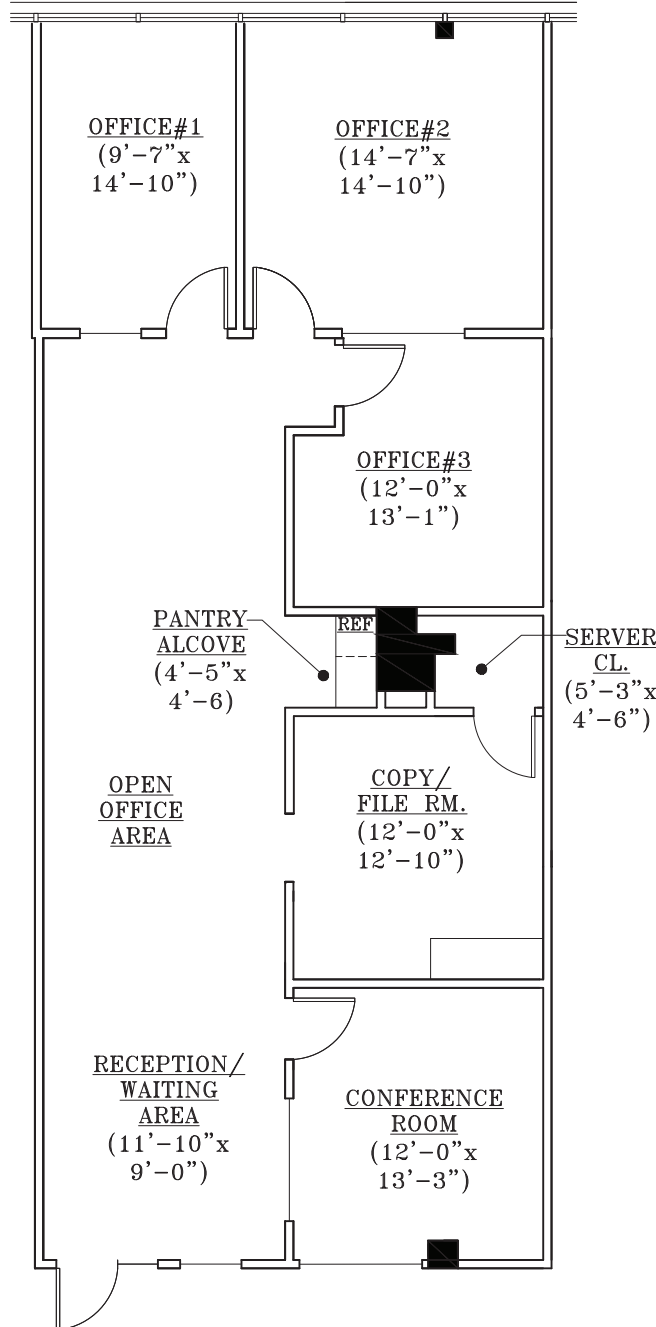 OFFICE#1
(9'-7"x
14'-10")
OFFICE#2
(14'-7"x
14'-10")
OFFICE#3
(12'-0"x
13'-1")
PANTRY
ALCOVE
(4'-5"x
4'-6)
REF
SERVER
CL.
(5'-3"x
4'-6")
OPEN
OFFICE
AREA
COPY/
FILE RM.
(12'-0"x
12'-10")
RECEPTION/
WAITING
AREA
(11'-10"x
9'-0")
CONFERENCE
ROOM
(12'-0"x
13'-3")